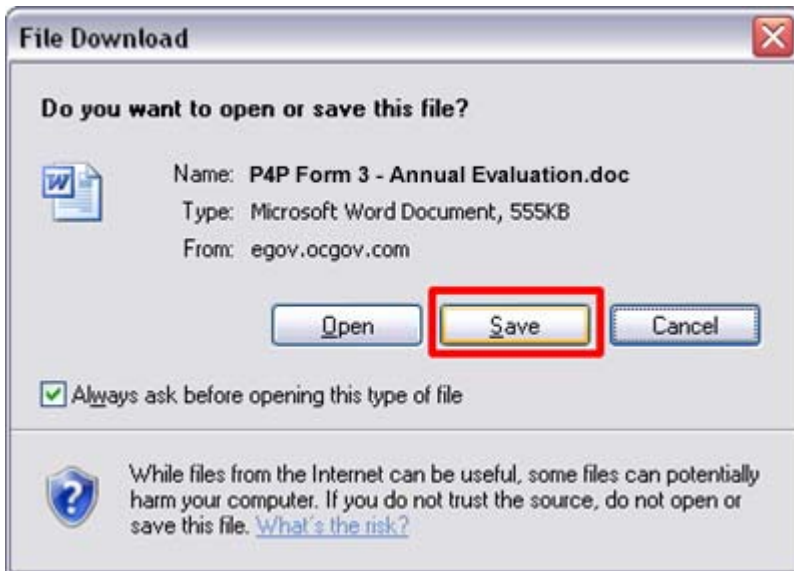 File Download
Do you want to open or save this file?
Name: P4P Form 3 - Annual Evaluation.doc
Type: Microsoft Word Document, 555KB
From: egov.ocgov.com
Open Save Cancel
Always ask before opening this type of file
While files from the Internet can be useful, some files can potentially
harm your computer. If you do not trust the source, do not open or
save this file. What's the risk?